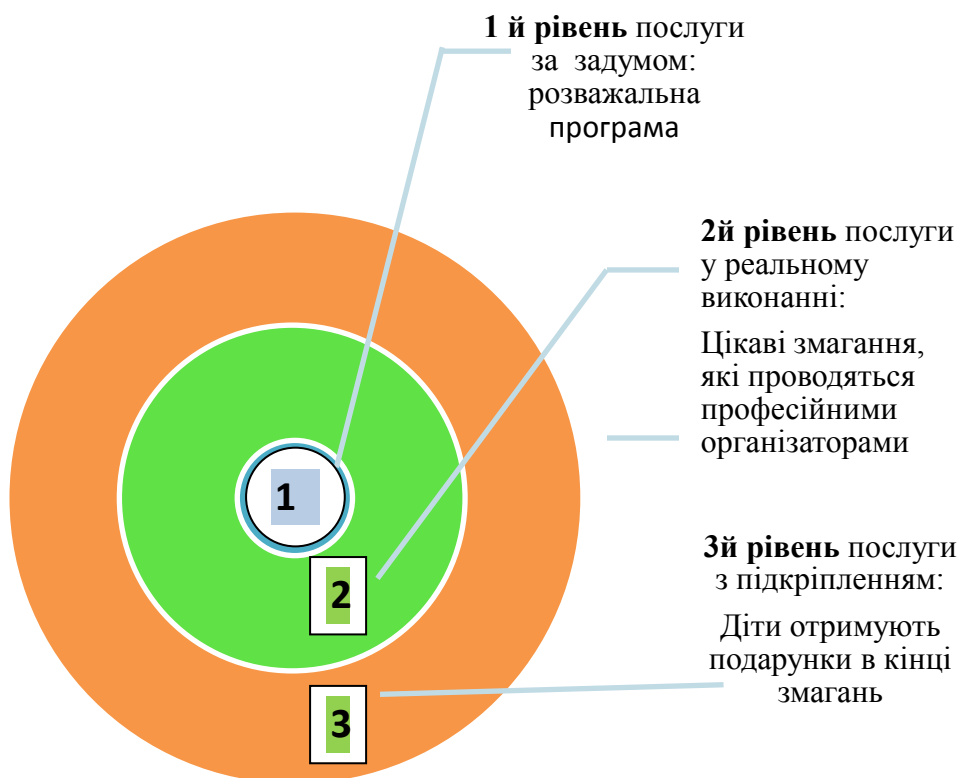 1 й рівень послуги
за задумом:
розважальна
програма
2й рівень послуги
у реальному
виконанні:
Цікаві змагання,
які проводяться
професійними
організаторами
3й рівень послуги
з підкріпленням:
Діти отримують
подарунки в кінці
змагань
1
2
3